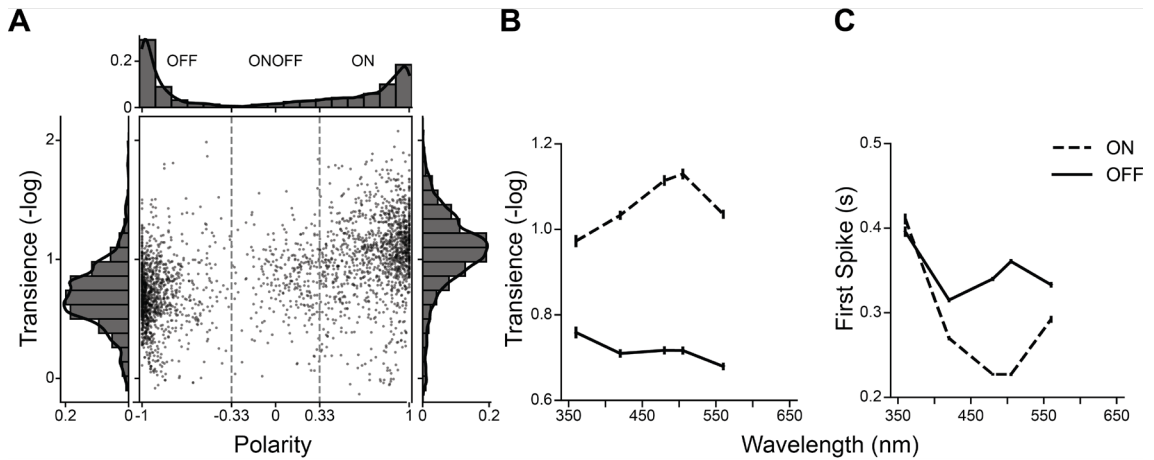 A
B
C
OFF ONOFF ON
0.2
0
2
1
0
Transience (-log)
0.2 0 -1 -0.33 0 0.33 1 0 0.2
Polarity
1.2
1.0
0.8
0.6
Transience (-log)
350 450 550 650
0.5
0.4
0.3
0.2
First Spike (s)
ON
OFF
350 450 550 650
Wavelength (nm)